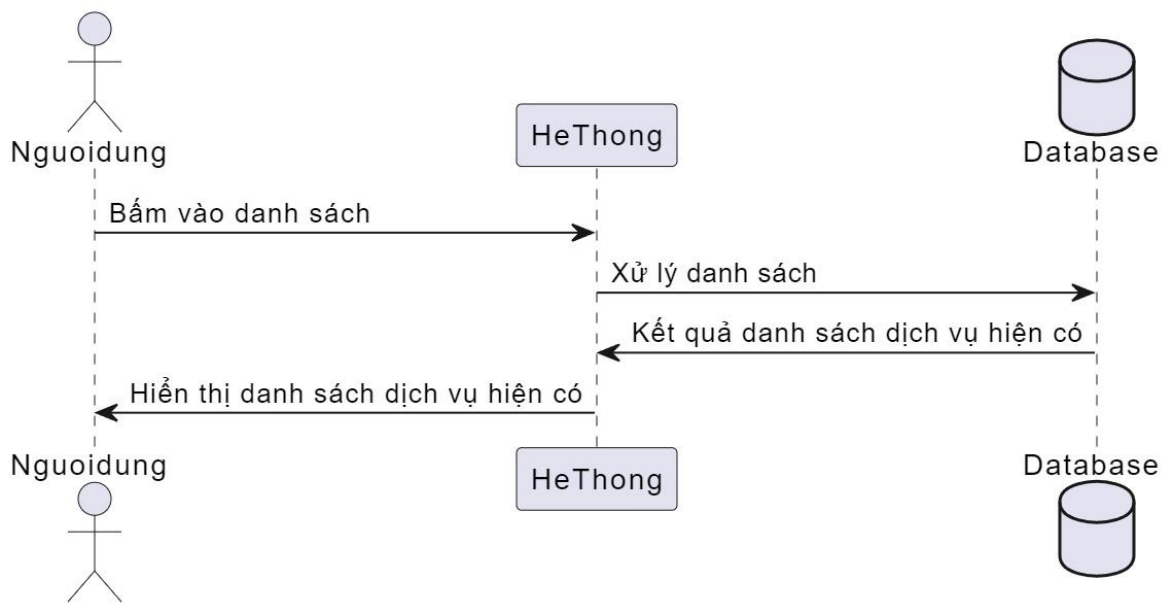 Nguoidung
HeThong
Database
Bấm vào danh sách
Xử lý danh sách
Kết quả danh sách dịch vụ hiện có
Hiển thị danh sách dịch vụ hiện có
Nguoidung
HeThong
Database